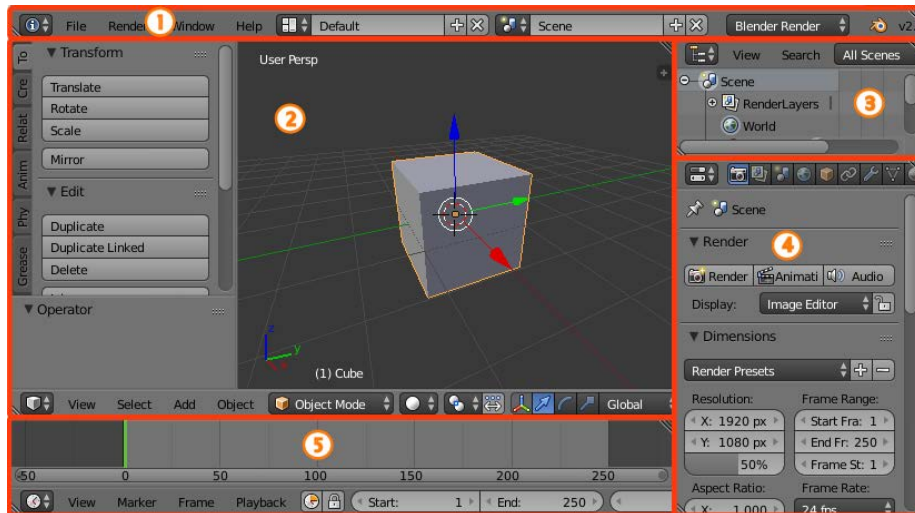 File Render Window Help Default Scene Blender Render v2.
1
To
Cre
Relat
Anim
Phy
Grease
Transform
Translate
Rotate
Scale
Mirror
Edit
Duplicate
Duplicate Linked
Delete
Operator
User Persp
2
z
y
(1) Cube
View Select Add Object Object Mode Global
View Search All Scenes
Scene
RenderLayers
World
3
Scene
Render
4
Render Animati Audio
Display: Image Editor
Dimensions
Render Presets
Resolution: Frame Range:
X: 1920 px Start Fra: 1
Y: 1080 px End Fr: 250
50% Frame St: 1
Aspect Ratio: Frame Rate:
X: 1.000 24 fps
5
-50 0 50 100 150 200 250
View Marker Frame Playback Start: 1 End: 250